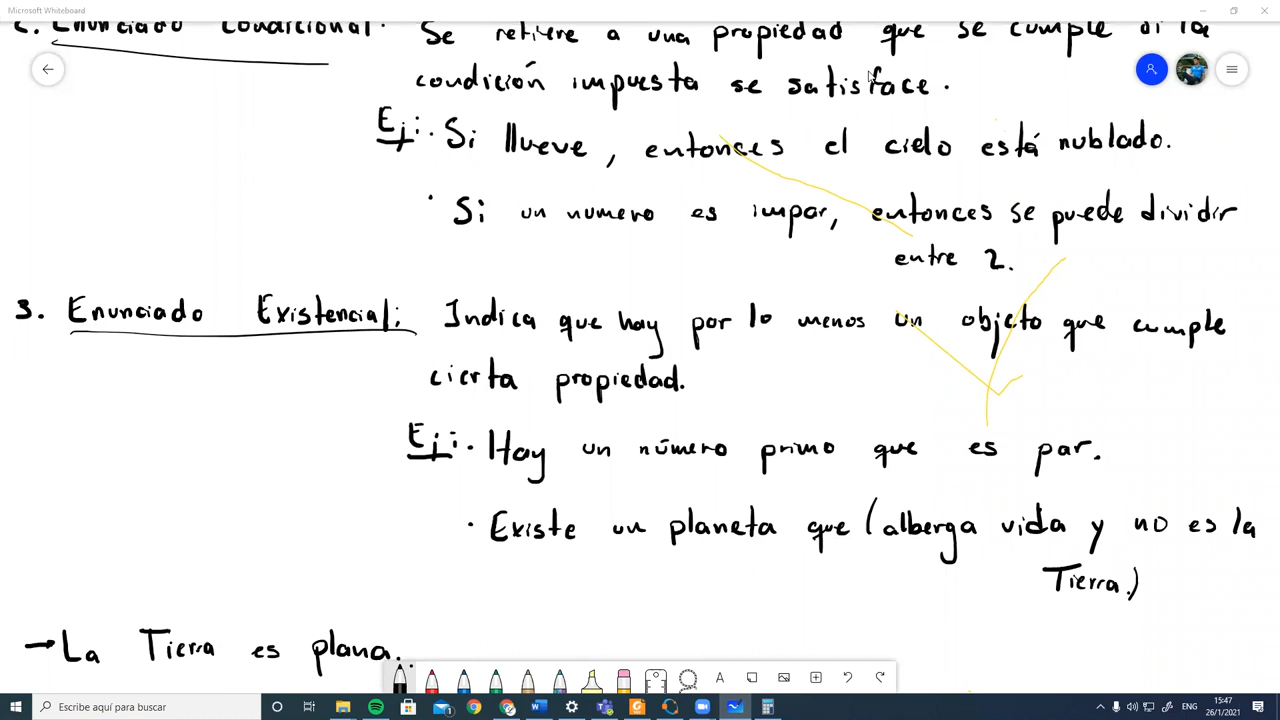 Microsoft Whiteboard
2. Enunciado Condicional: Se refiere a una propiedad que se cumple si la
condición impuesta se satisface.
Ej: · Si llueve, entonces el cielo está nublado.
· Si un numero es impar, entonces se puede dividir
entre 2.
3. Enunciado Existencial: Indica que hay por lo menos un objeto que cumple
cierta propiedad.
Ej: · Hay un número primo que es par.
· Existe un planeta que (alberga vida y no es la
Tierra.)
→ La Tierra es plana.
Escribe aquí para buscar
15:47
26/1/2021